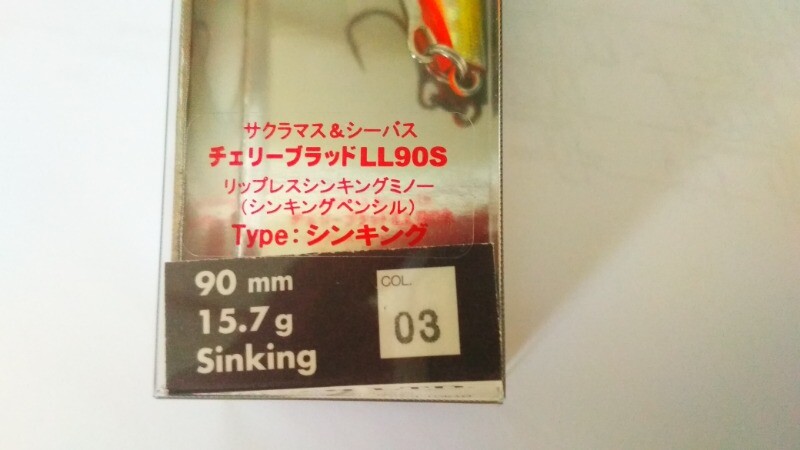 サクラマス&シーバス
チェリーブラッドLL90S
リップレスシンキングミノー
(シンキングペンシル)
Type：シンキング
90 mm
15.7 g
Sinking
COL.
03